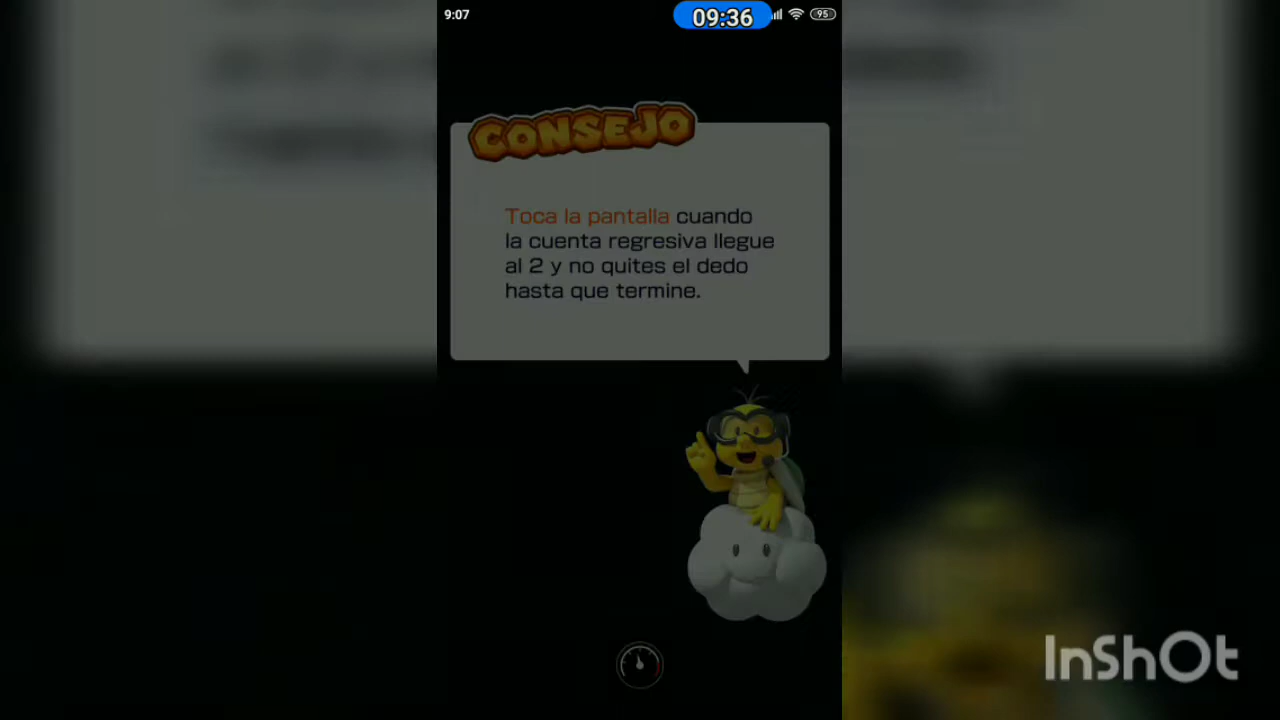 9:07
09:36
95
CONSEJO
Toca la pantalla cuando
la cuenta regresiva llegue
al 2 y no quites el dedo
hasta que termine.
InShOt